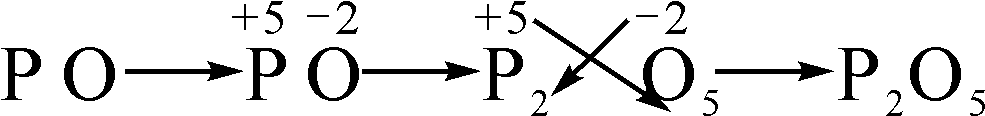 +5 −2 +5 −2
P O → P O → P₂ O₅ → P₂O₅